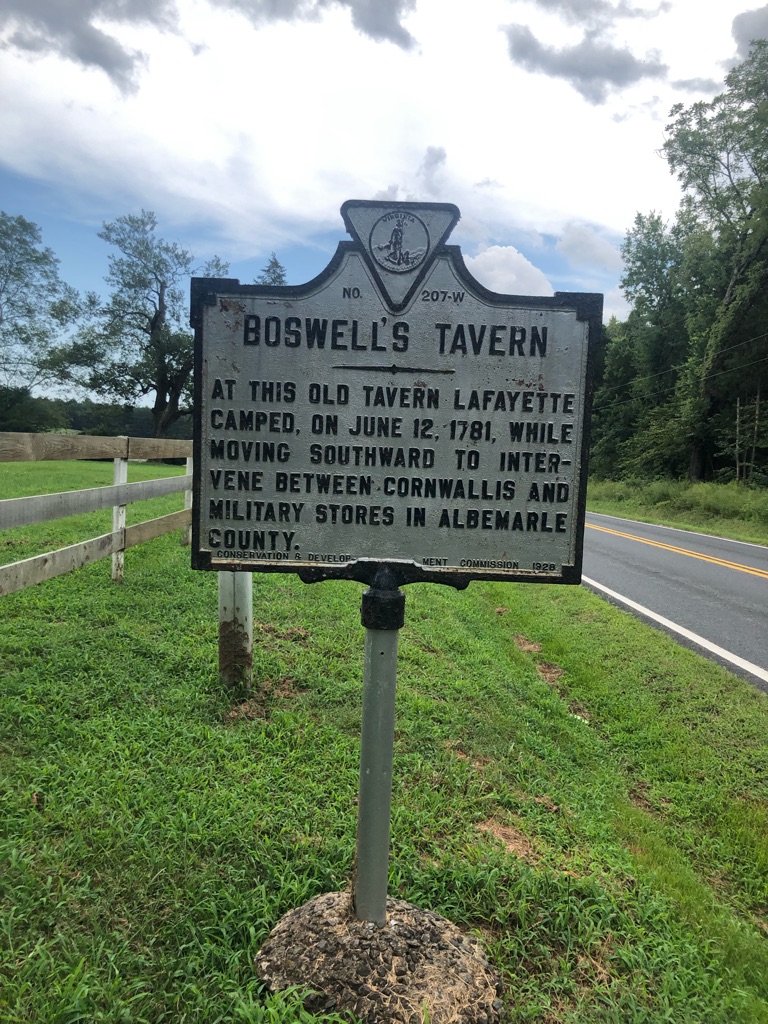 VIRGINIA
NO. 207-W
BOSWELL'S TAVERN
AT THIS OLD TAVERN LAFAYETTE
CAMPED, ON JUNE 12, 1781, WHILE
MOVING SOUTHWARD TO INTER-
VENE BETWEEN CORNWALLIS AND
MILITARY STORES IN ALBEMARLE
COUNTY.
CONSERVATION & DEVELOP- MENT COMMISSION 1928